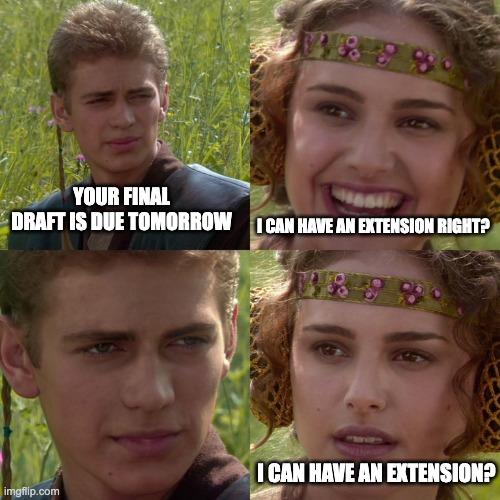 YOUR FINAL
DRAFT IS DUE TOMORROW
I CAN HAVE AN EXTENSION RIGHT?
I CAN HAVE AN EXTENSION?
imgflip.com